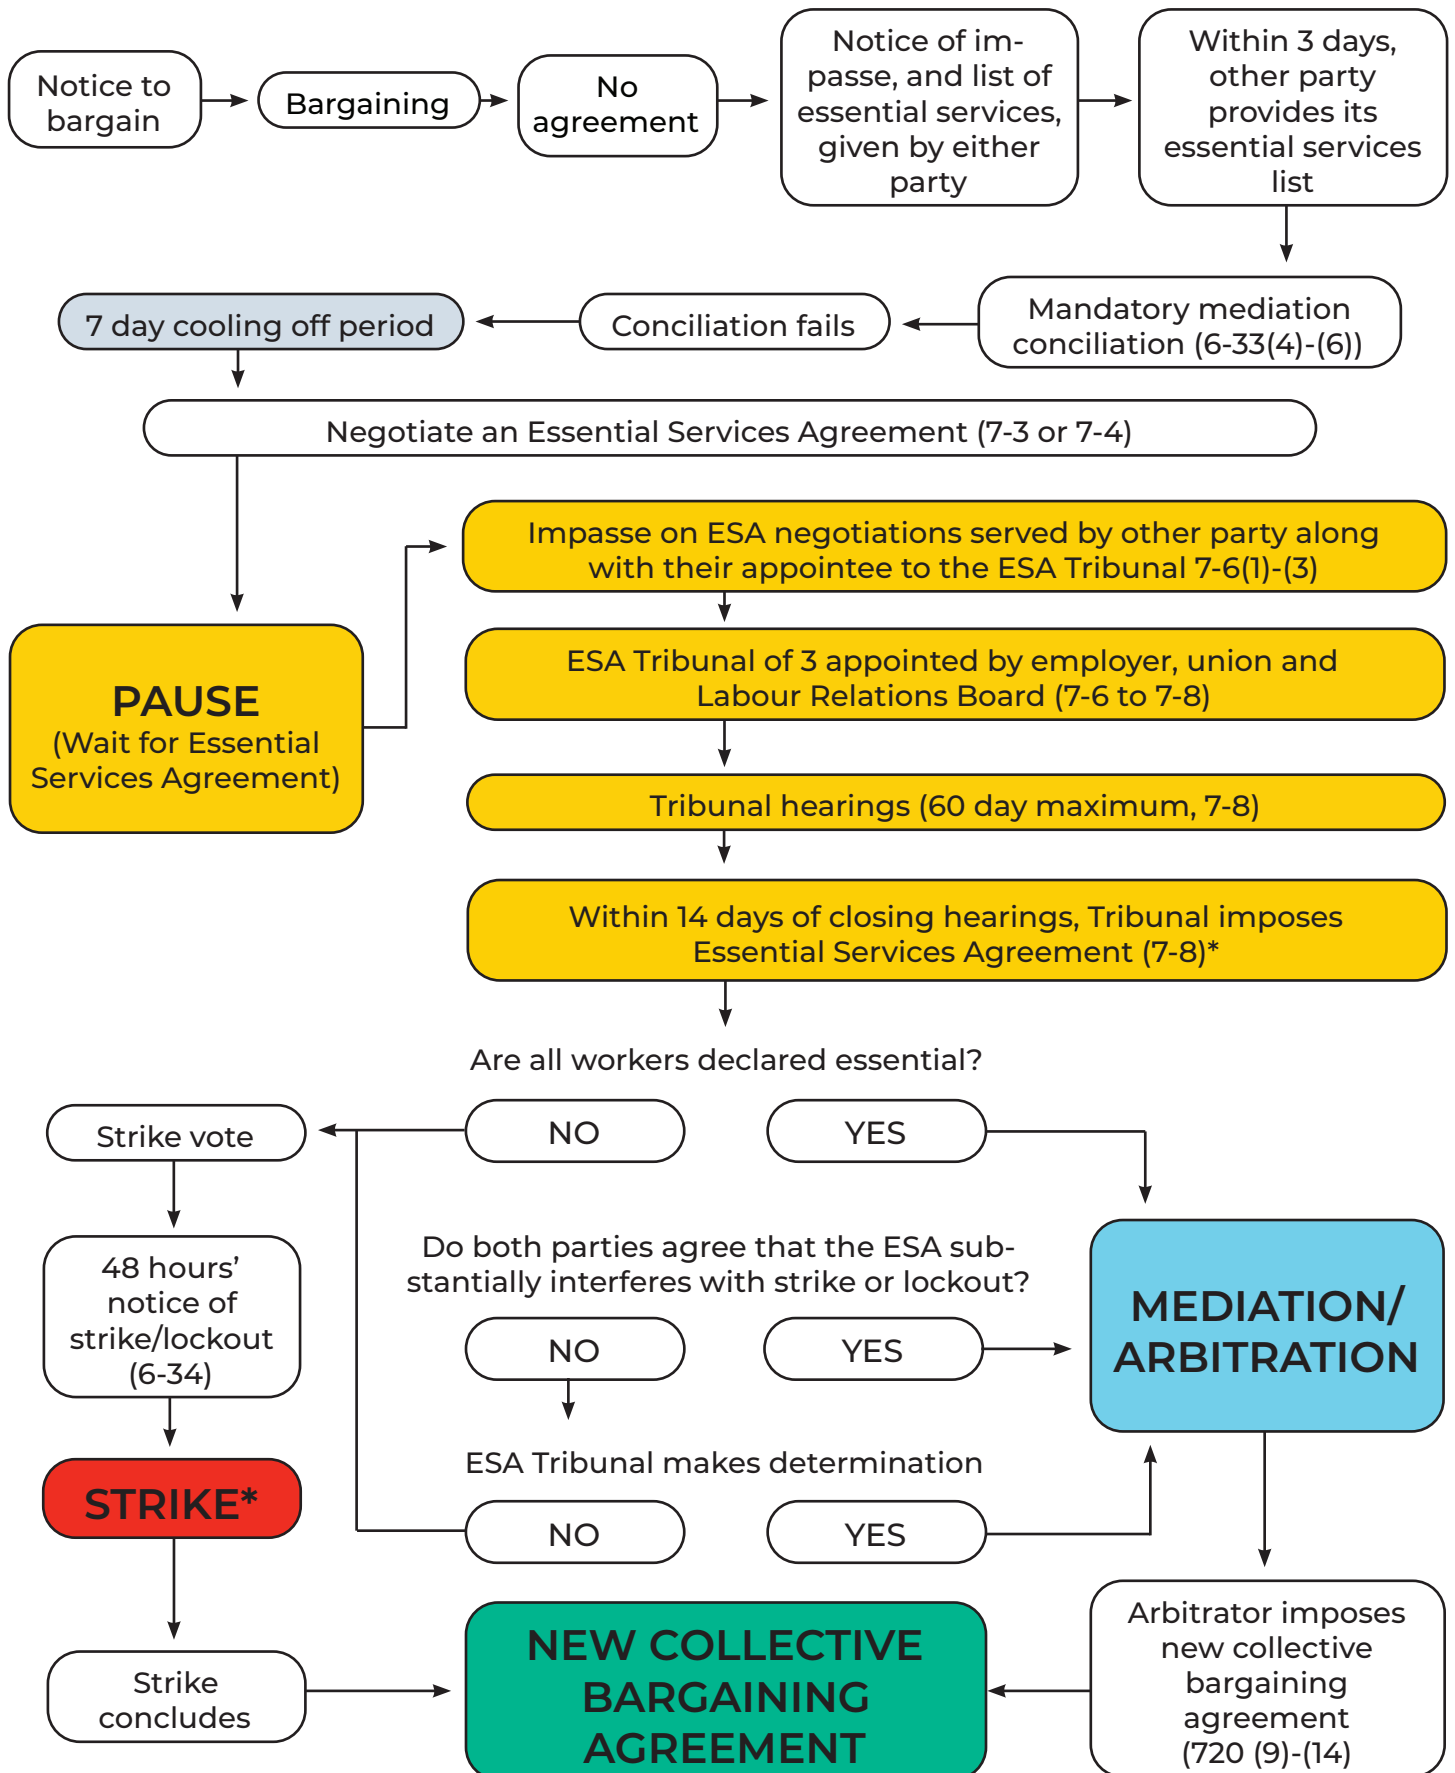 Notice to
bargain
Bargaining
No
agreement
Notice of im-
passe, and list of
essential services,
given by either
party
Within 3 days,
other party
provides its
essential services
list
Mandatory mediation
conciliation (6-33(4)-(6))
Conciliation fails
7 day cooling off period
Negotiate an Essential Services Agreement (7-3 or 7-4)
Impasse on ESA negotiations served by other party along
with their appointee to the ESA Tribunal 7-6(1)-(3)
PAUSE
(Wait for Essential
Services Agreement)
ESA Tribunal of 3 appointed by employer, union and
Labour Relations Board (7-6 to 7-8)
Tribunal hearings (60 day maximum, 7-8)
Within 14 days of closing hearings, Tribunal imposes
Essential Services Agreement (7-8)*
Are all workers declared essential?
Strike vote
NO
YES
48 hours’
notice of
strike/lockout
(6-34)
Do both parties agree that the ESA sub-
stantially interferes with strike or lockout?
NO
YES
MEDIATION/
ARBITRATION
ESA Tribunal makes determination
NO
YES
STRIKE*
Strike
concludes
NEW COLLECTIVE
BARGAINING
AGREEMENT
Arbitrator imposes
new collective
bargaining
agreement
(720 (9)-(14)